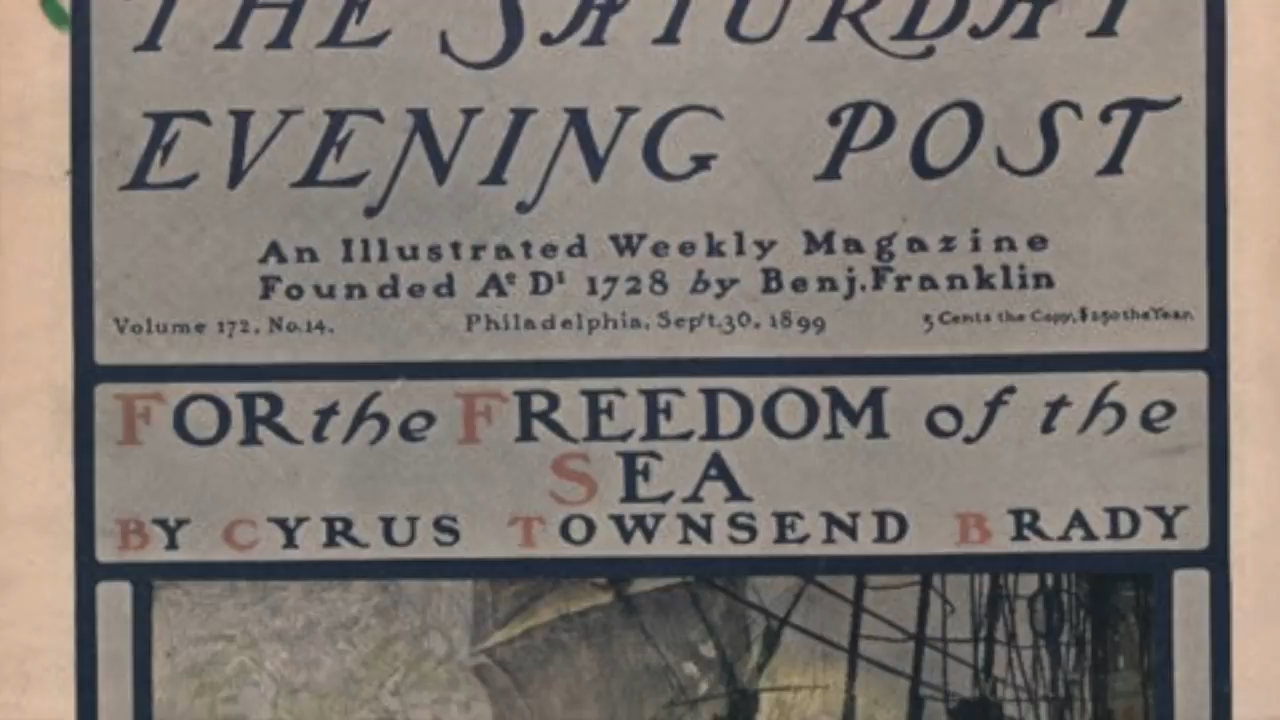 THE SATURDAY
EVENING POST
An Illustrated Weekly Magazine
Founded Ao Di 1728 by Benj. Franklin
Volume 172, No. 14. Philadelphia, Sept. 30, 1899 5 Cents the Copy, $2.50 the Year.
FOR the FREEDOM of the
SEA
BY CYRUS TOWNSEND BRADY